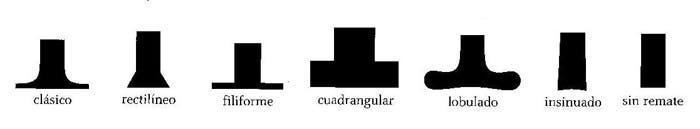 clásico rectilíneo filiforme cuadrangular lobulado insinuado sin remate